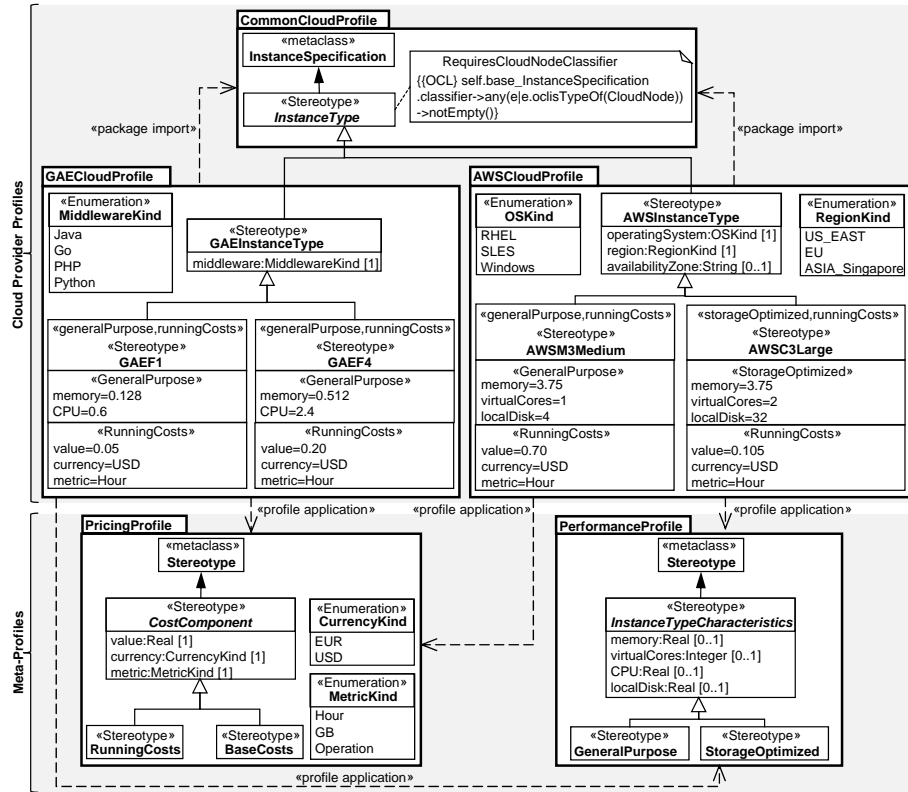 CommonCloudProfile
«metaclass»
InstanceSpecification
«Stereotype»
InstanceType
RequiresCloudNodeClassifier
{{OCL} self.base_InstanceSpecification
.classifier->any(e|e.oclisTypeOf(CloudNode))
->notEmpty()}
«package import»
«package import»
Cloud Provider Profiles
GAECloudProfile
«Enumeration»
MiddlewareKind
Java
Go
PHP
Python
«Stereotype»
GAEInstanceType
middleware:MiddlewareKind [1]
«generalPurpose,runningCosts»
«Stereotype»
GAEF1
«GeneralPurpose»
memory=0.128
CPU=0.6
«RunningCosts»
value=0.05
currency=USD
metric=Hour
«generalPurpose,runningCosts»
«Stereotype»
GAEF4
«GeneralPurpose»
memory=0.512
CPU=2.4
«RunningCosts»
value=0.20
currency=USD
metric=Hour
AWSCloudProfile
«Enumeration»
OSKind
RHEL
SLES
Windows
«Stereotype»
AWSInstanceType
operatingSystem:OSKind [1]
region:RegionKind [1]
availabilityZone:String [0..1]
«Enumeration»
RegionKind
US_EAST
EU
ASIA_Singapore
«generalPurpose,runningCosts»
«Stereotype»
AWSM3Medium
«GeneralPurpose»
memory=3.75
virtualCores=1
localDisk=4
«RunningCosts»
value=0.70
currency=USD
metric=Hour
«storageOptimized,runningCosts»
«Stereotype»
AWSC3Large
«StorageOptimized»
memory=3.75
virtualCores=2
localDisk=32
«RunningCosts»
value=0.105
currency=USD
metric=Hour
«profile application»
«profile application»
«profile application»
Meta-Profiles
PricingProfile
«metaclass»
Stereotype
«Stereotype»
CostComponent
value:Real [1]
currency:CurrencyKind [1]
metric:MetricKind [1]
«Stereotype»
RunningCosts
«Stereotype»
BaseCosts
«Enumeration»
CurrencyKind
EUR
USD
«Enumeration»
MetricKind
Hour
GB
Operation
PerformanceProfile
«metaclass»
Stereotype
«Stereotype»
InstanceTypeCharacteristics
memory:Real [0..1]
virtualCores:Integer [0..1]
CPU:Real [0..1]
localDisk:Real [0..1]
«Stereotype»
GeneralPurpose
«Stereotype»
StorageOptimized
«profile application»